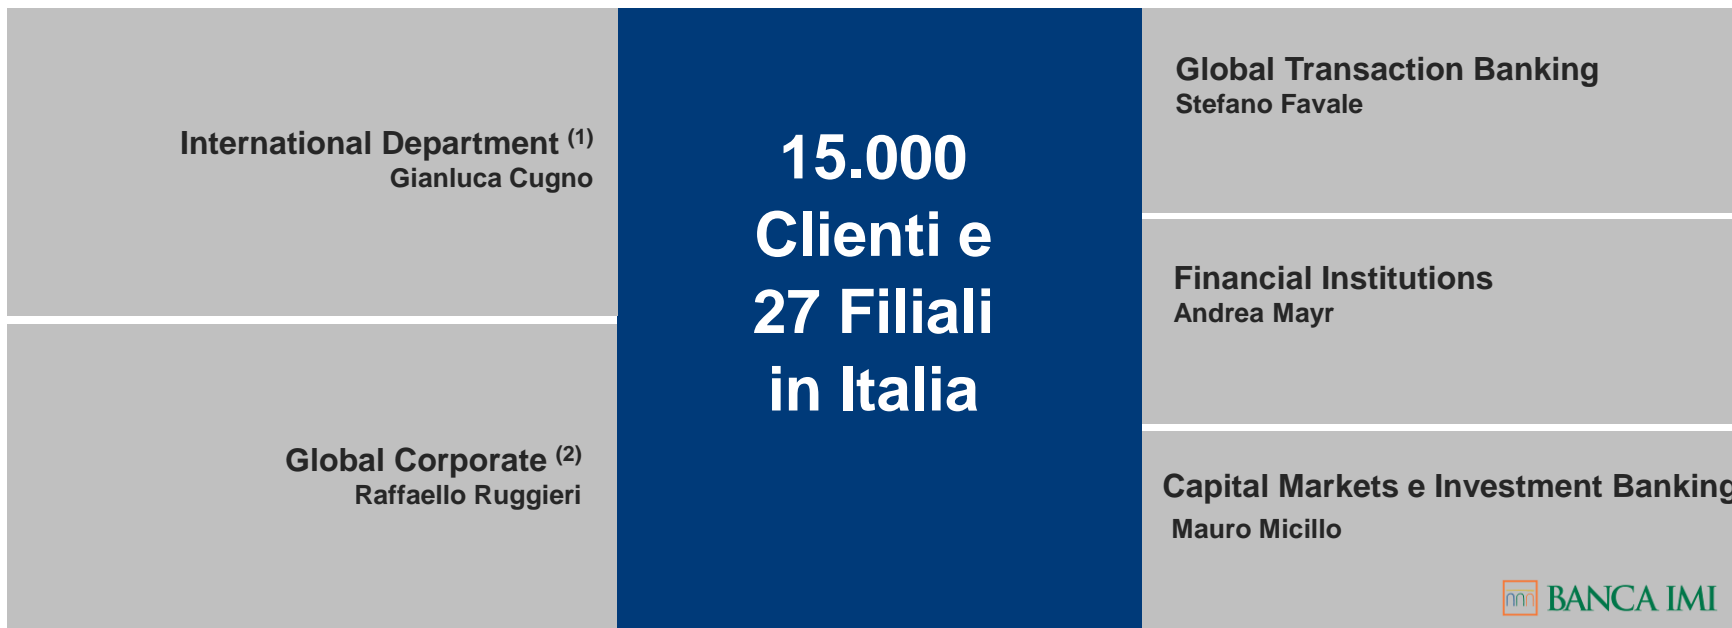 International Department (1)
Gianluca Cugno
Global Corporate (2)
Raffaello Ruggieri
15.000
Clienti e
27 Filiali
in Italia
Global Transaction Banking
Stefano Favale
Financial Institutions
Andrea Mayr
Capital Markets e Investment Banking
Mauro Micillo
BANCA IMI